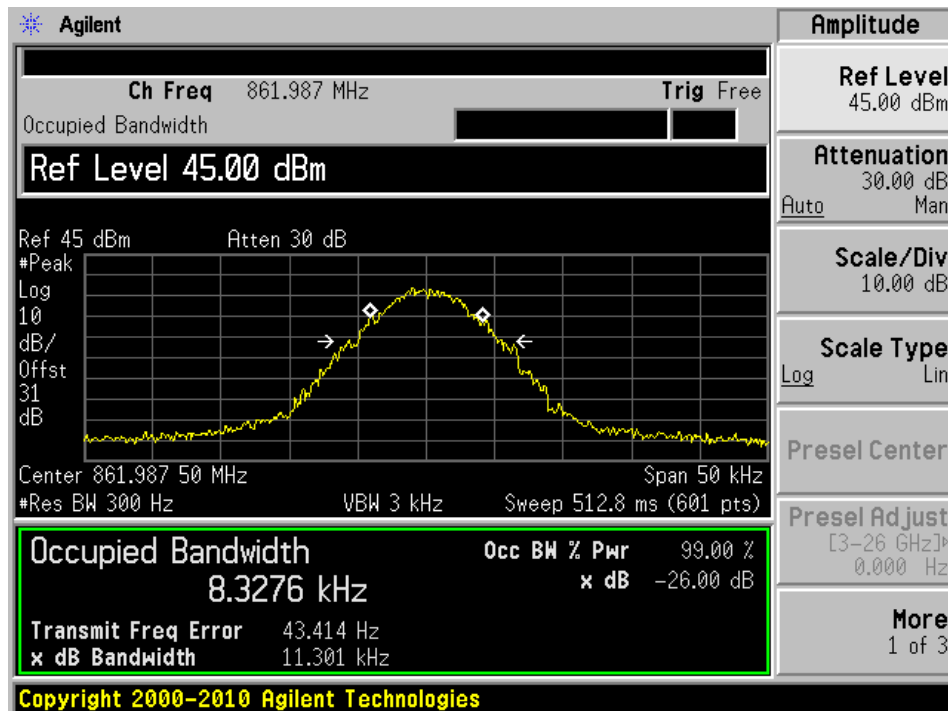 Agilent
Ch Freq 861.987 MHz Trig Free
Occupied Bandwidth
Ref Level 45.00 dBm
Ref 45 dBm Atten 30 dB
#Peak
Log
10
dB/
Offst
31
dB
Center 861.987 50 MHz Span 50 kHz
#Res BW 300 Hz VBW 3 kHz Sweep 512.8 ms (601 pts)
Occupied Bandwidth
8.3276 kHz
Occ BW % Pwr 99.00 %
x dB -26.00 dB
Transmit Freq Error 43.414 Hz
x dB Bandwidth 11.301 kHz
Copyright 2000-2010 Agilent Technologies
Amplitude
Ref Level
45.00 dBm
Attenuation
30.00 dB
Auto Man
Scale/Div
10.00 dB
Scale Type
Log Lin
Presel Center
Presel Adjust
[3-26 GHz]
0.000 Hz
More
1 of 3